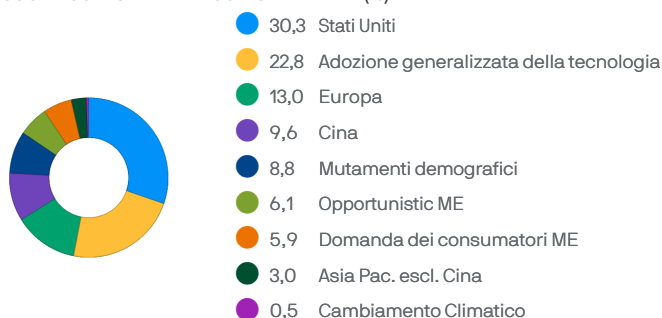 30,3 Stati Uniti
22,8 Adozione generalizzata della tecnologia
13,0 Europa
9,6 Cina
8,8 Mutamenti demografici
6,1 Opportunistic ME
5,9 Domanda dei consumatori ME
3,0 Asia Pac. escl. Cina
0,5 Cambiamento Climatico